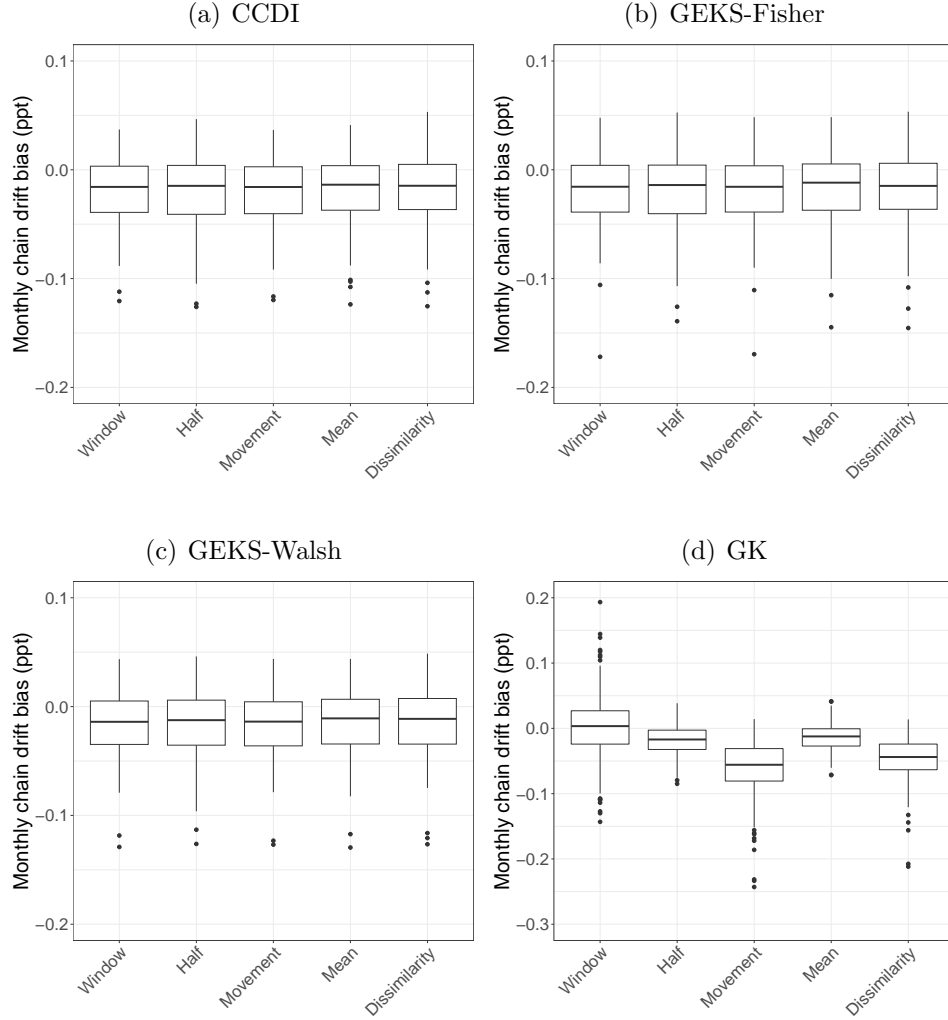 (a) CCDI
Monthly chain drift bias (ppt)
0.1
0.0
−0.1
−0.2
Window
Half
Movement
Mean
Dissimilarity
(b) GEKS-Fisher
Monthly chain drift bias (ppt)
0.1
0.0
−0.1
−0.2
Window
Half
Movement
Mean
Dissimilarity
(c) GEKS-Walsh
Monthly chain drift bias (ppt)
0.1
0.0
−0.1
−0.2
Window
Half
Movement
Mean
Dissimilarity
(d) GK
Monthly chain drift bias (ppt)
0.2
0.1
0.0
−0.1
−0.2
−0.3
Window
Half
Movement
Mean
Dissimilarity